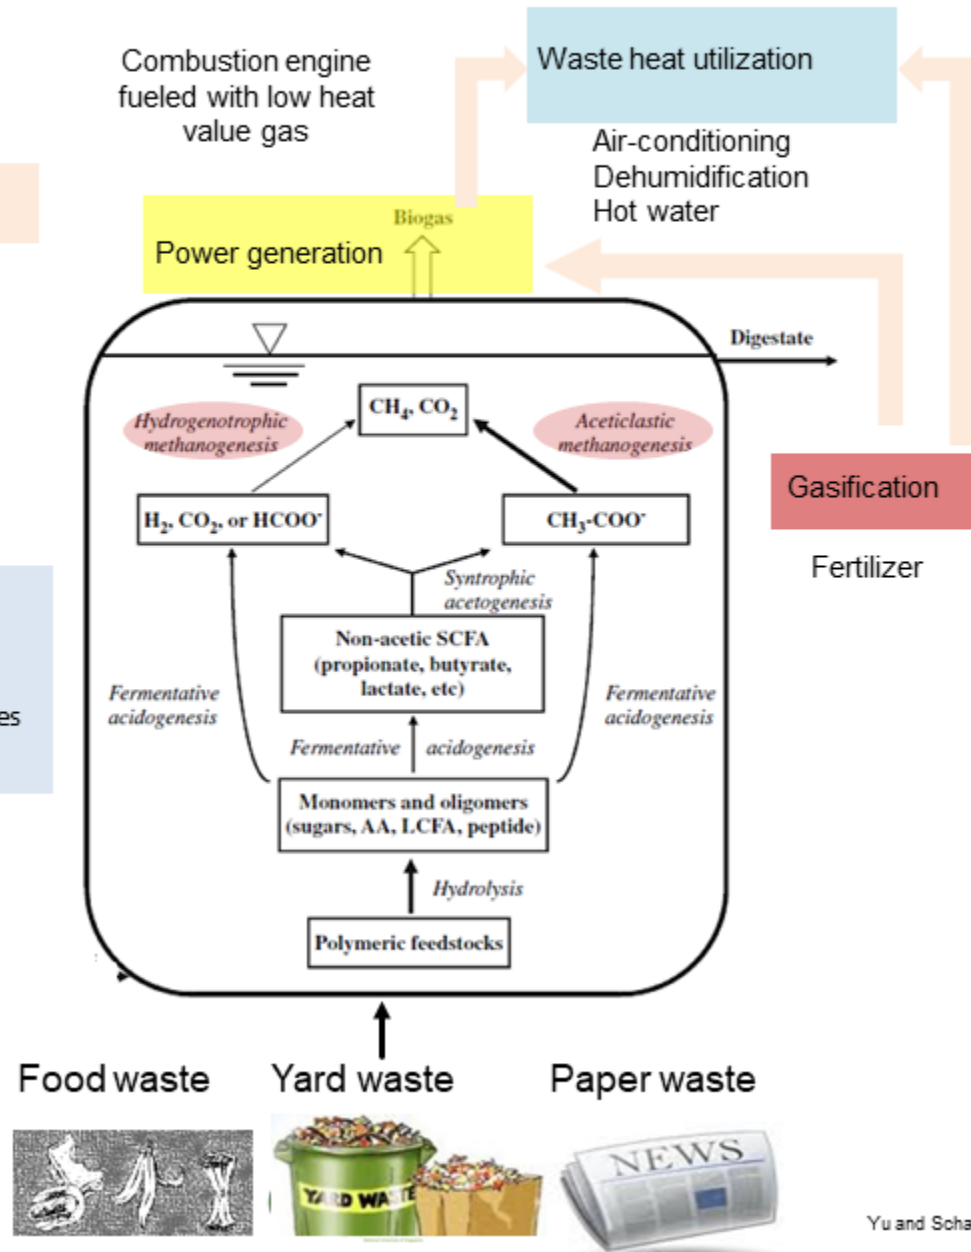 Combustion engine
fueled with low heat
value gas
Waste heat utilization
Air-conditioning
Dehumidification
Hot water
Biogas
Power generation
Digestate
CH₄, CO₂
Hydrogenotrophic
methanogenesis
Aceticlastic
methanogenesis
H₂, CO₂, or HCOO⁻
CH₃-COO⁻
Gasification
Fertilizer
Syntrophic
acetogenesis
Non-acetic SCFA
(propionate, butyrate,
lactate, etc)
es
Fermentative
acidogenesis
Fermentative
acidogenesis
Fermentative acidogenesis
Monomers and oligomers
(sugars, AA, LCFA, peptide)
Hydrolysis
Polymeric feedstocks
Food waste
Yard waste
Paper waste
YARD WASTE
NEWS
Yu and Scha